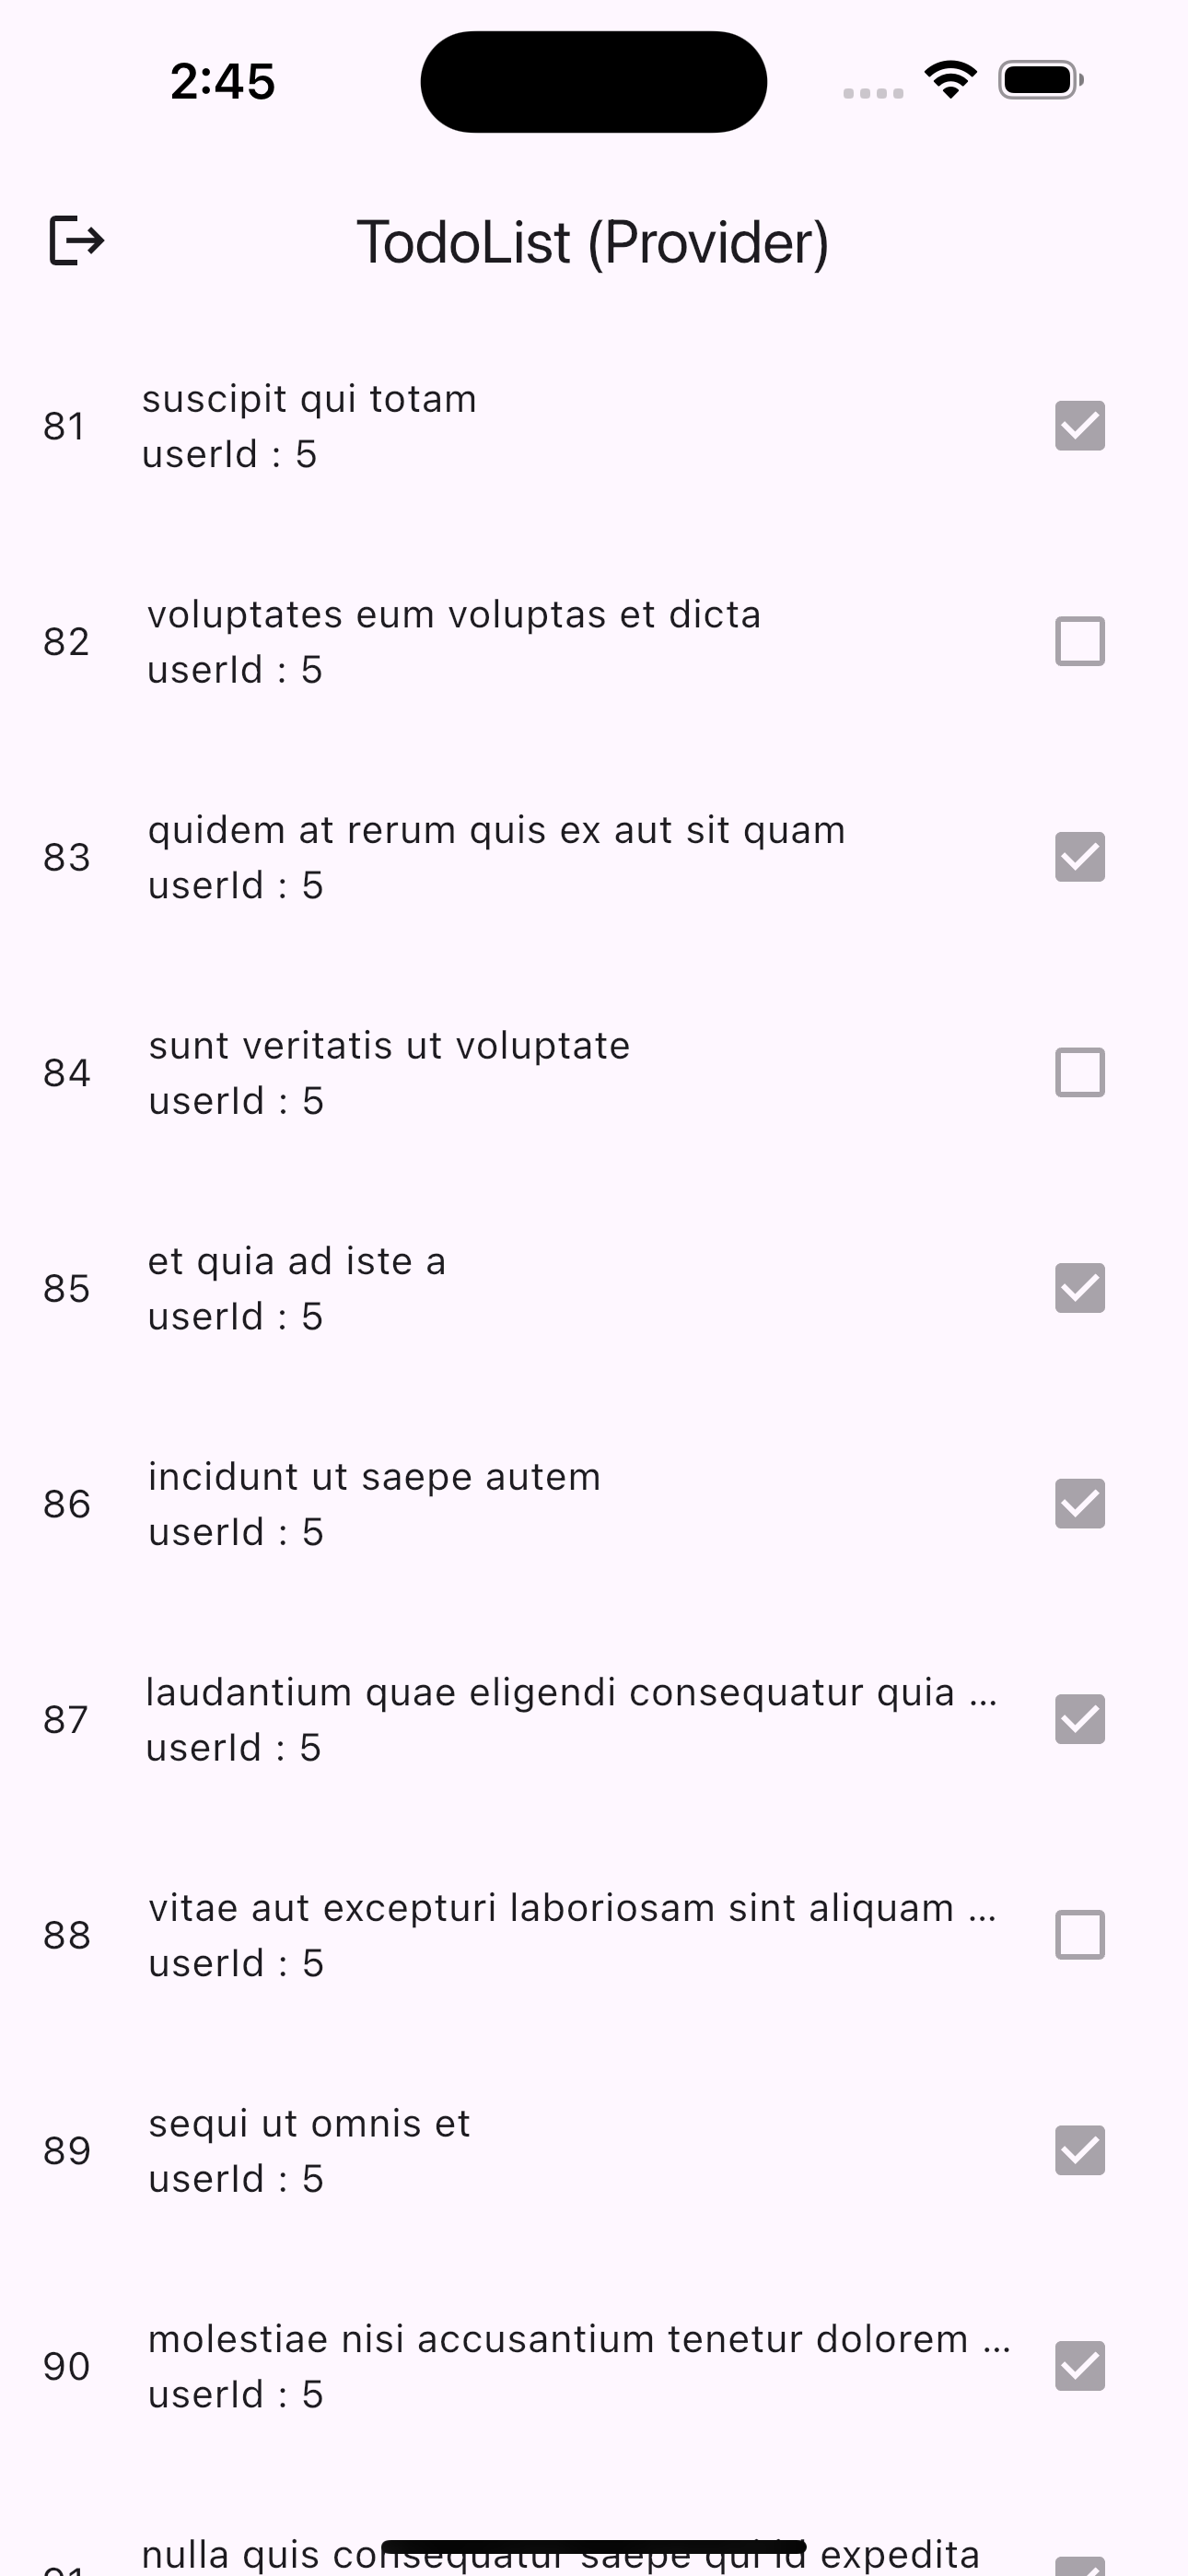 2:45
TodoList (Provider)
81
suscipit qui totam
userId : 5
82
voluptates eum voluptas et dicta
userId : 5
83
quidem at rerum quis ex aut sit quam
userId : 5
84
sunt veritatis ut voluptate
userId : 5
85
et quia ad iste a
userId : 5
86
incidunt ut saepe autem
userId : 5
87
laudantium quae eligendi consequatur quia ...
userId : 5
88
vitae aut excepturi laboriosam sint aliquam ...
userId : 5
89
sequi ut omnis et
userId : 5
90
molestiae nisi accusantium tenetur dolorem ...
userId : 5
91
nulla quis consequatur saepe qui id expedita